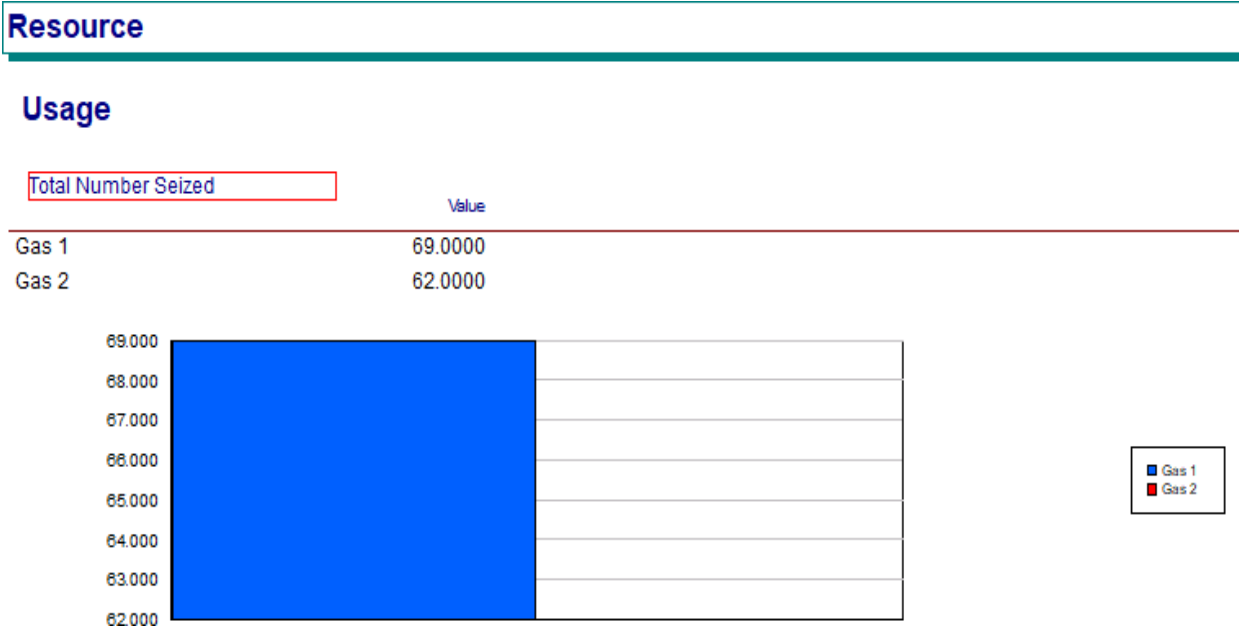 Resource
Usage
Total Number Seized
Value
Gas 1 69.0000
Gas 2 62.0000
69.000
68.000
67.000
66.000
65.000
64.000
63.000
62.000
Gas 1
Gas 2